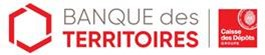 BANQUE des
TERRITOIRES
Caisse
des Dépôts
GROUPE